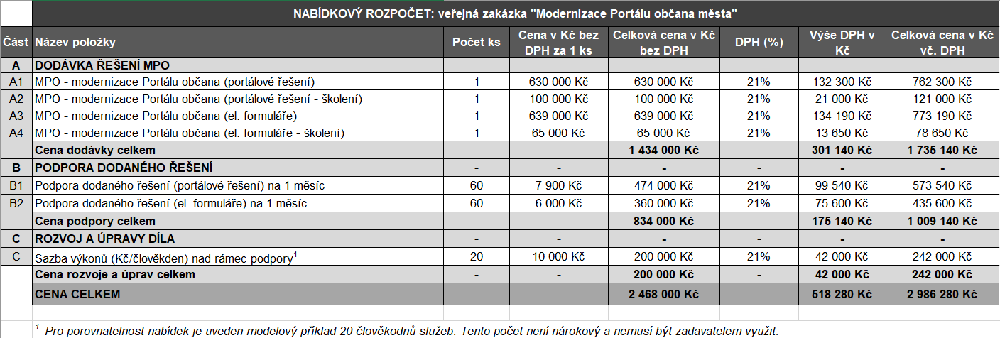 NABÍDKOVÝ ROZPOČET: veřejná zakázka "Modernizace Portálu občana města"
Část Název položky Počet ks Cena v Kč bez DPH za 1 ks Celková cena v Kč bez DPH DPH (%) Výše DPH v Kč Celková cena v Kč vč. DPH
A DODÁVKA ŘEŠENÍ MPO
A1 MPO - modernizace Portálu občana (portálové řešení) 1 630 000 Kč 630 000 Kč 21% 132 300 Kč 762 300 Kč
A2 MPO - modernizace Portálu občana (portálové řešení - školení) 1 100 000 Kč 100 000 Kč 21% 21 000 Kč 121 000 Kč
A3 MPO - modernizace Portálu občana (el. formuláře) 1 639 000 Kč 639 000 Kč 21% 134 190 Kč 773 190 Kč
A4 MPO - modernizace Portálu občana (el. formuláře - školení) 1 65 000 Kč 65 000 Kč 21% 13 650 Kč 78 650 Kč
- Cena dodávky celkem - - 1 434 000 Kč - 301 140 Kč 1 735 140 Kč
B PODPORA DODANÉHO ŘEŠENÍ - - - -
B1 Podpora dodaného řešení (portálové řešení) na 1 měsíc 60 7 900 Kč 474 000 Kč 21% 99 540 Kč 573 540 Kč
B2 Podpora dodaného řešení (el. formuláře) na 1 měsíc 60 6 000 Kč 360 000 Kč 21% 75 600 Kč 435 600 Kč
- Cena podpory celkem - - 834 000 Kč - 175 140 Kč 1 009 140 Kč
C ROZVOJ A ÚPRAVY DÍLA - - - -
C Sazba výkonů (Kč/člověkden) nad rámec podpory¹ 20 10 000 Kč 200 000 Kč 21% 42 000 Kč 242 000 Kč
Cena rozvoje a úprav celkem - - 200 000 Kč 42 000 Kč 242 000 Kč
CENA CELKEM - - 2 468 000 Kč - 518 280 Kč 2 986 280 Kč
¹ Pro porovnatelnost nabídek je uveden modelový příklad 20 člověkodnů služeb. Tento počet není nárokový a nemusí být zadavatelem využit.